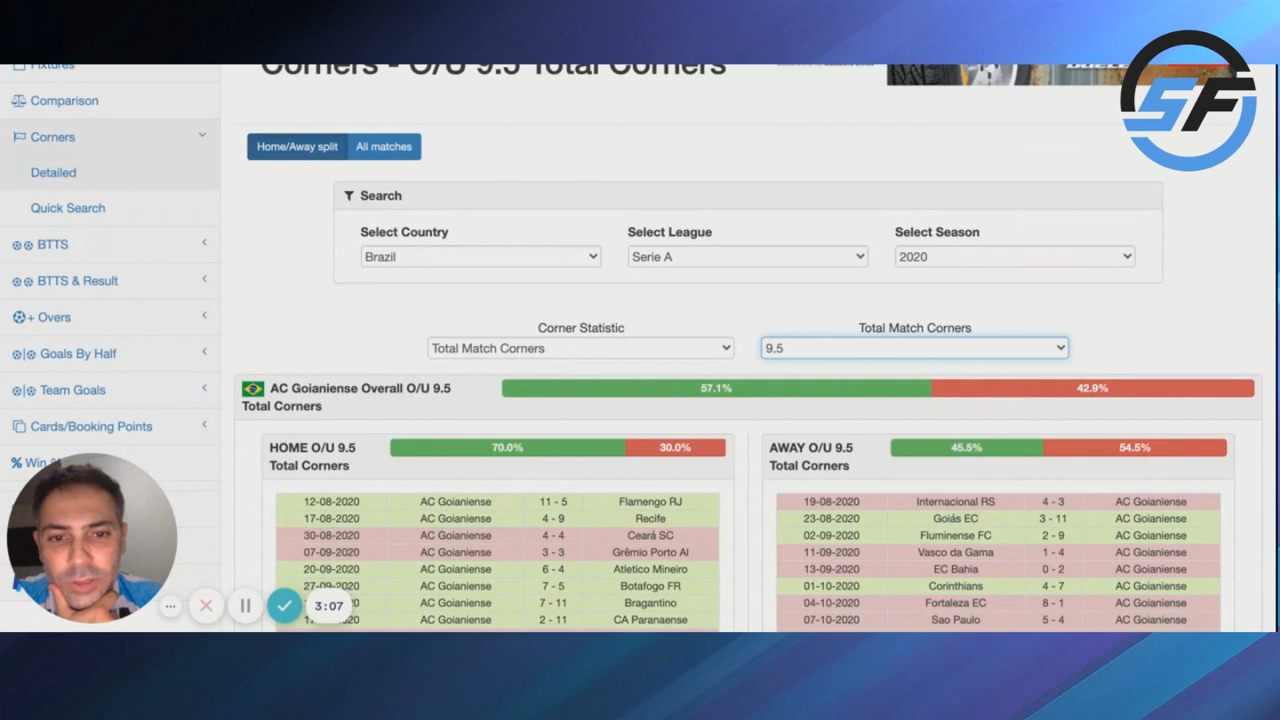 Fixtures
Corners - O/U 9.5 Total Corners
SF
Comparison
Corners
Home/Away split All matches
Detailed
Search
Quick Search
Select Country Select League Select Season
BTTS
Brazil Serie A 2020
BTTS & Result
+ Overs
Corner Statistic Total Match Corners
Goals By Half
Total Match Corners 9.5
Team Goals
AC Goianiense Overall O/U 9.5 57.1% 42.9%
Total Corners
Cards/Booking Points
HOME O/U 9.5 70.0% 30.0% AWAY O/U 9.5 45.5% 54.5%
Total Corners Total Corners
% Win
12-08-2020 AC Goianiense 11 - 5 Flamengo RJ 19-08-2020 Internacional RS 4 - 3 AC Goianiense
17-08-2020 AC Goianiense 4 - 9 Recife 23-08-2020 Goiás EC 3 - 11 AC Goianiense
30-08-2020 AC Goianiense 4 - 4 Ceará SC 02-09-2020 Fluminense FC 2 - 9 AC Goianiense
07-09-2020 AC Goianiense 3 - 3 Grêmio Porto Al 11-09-2020 Vasco da Gama 1 - 4 AC Goianiense
20-09-2020 AC Goianiense 6 - 4 Atletico Mineiro 13-09-2020 EC Bahia 0 - 2 AC Goianiense
27-09-2020 AC Goianiense 7 - 5 Botafogo FR 01-10-2020 Corinthians 4 - 7 AC Goianiense
AC Goianiense 7 - 11 Bragantino 04-10-2020 Fortaleza EC 8 - 1 AC Goianiense
AC Goianiense 2 - 11 CA Paranaense 07-10-2020 Sao Paulo 5 - 4 AC Goianiense
3:07